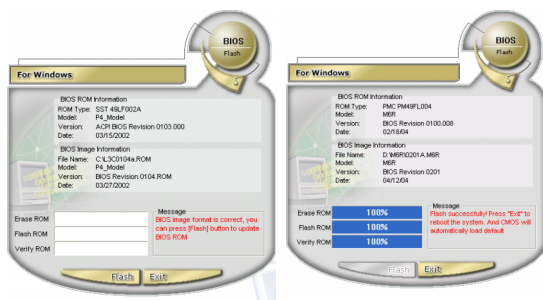 BIOS
Flash
For Windows
BIOS ROM Information
ROM Type: SST 49LF002A
Model: P4_Model
Version: ACPI BIOS Revision 0103.000
Date: 03/15/2002
BIOS Image Information
File Name: C:\L3C0104a.ROM
Model: P4_Model
Version: BIOS Revision 0104.ROM
Date: 03/27/2002
Erase ROM
Flash ROM
Verify ROM
Message
BIOS image format is correct, you
can press [Flash] button to update
BIOS ROM
Flash Exit
BIOS
Flash
For Windows
BIOS ROM Information
ROM Type: PMC PM49FL004
Model: M6R
Version: BIOS Revision 0100.008
Date: 02/18/04
BIOS Image Information
File Name: D:\M6R\0201A.M6R
Model: M6R
Version: BIOS Revision 0201
Date: 04/12/04
Erase ROM 100%
Flash ROM 100%
Verify ROM 100%
Message
Flash successfully! Press "Exit" to
reboot the system. And CMOS will
automatically load default
Flash Exit